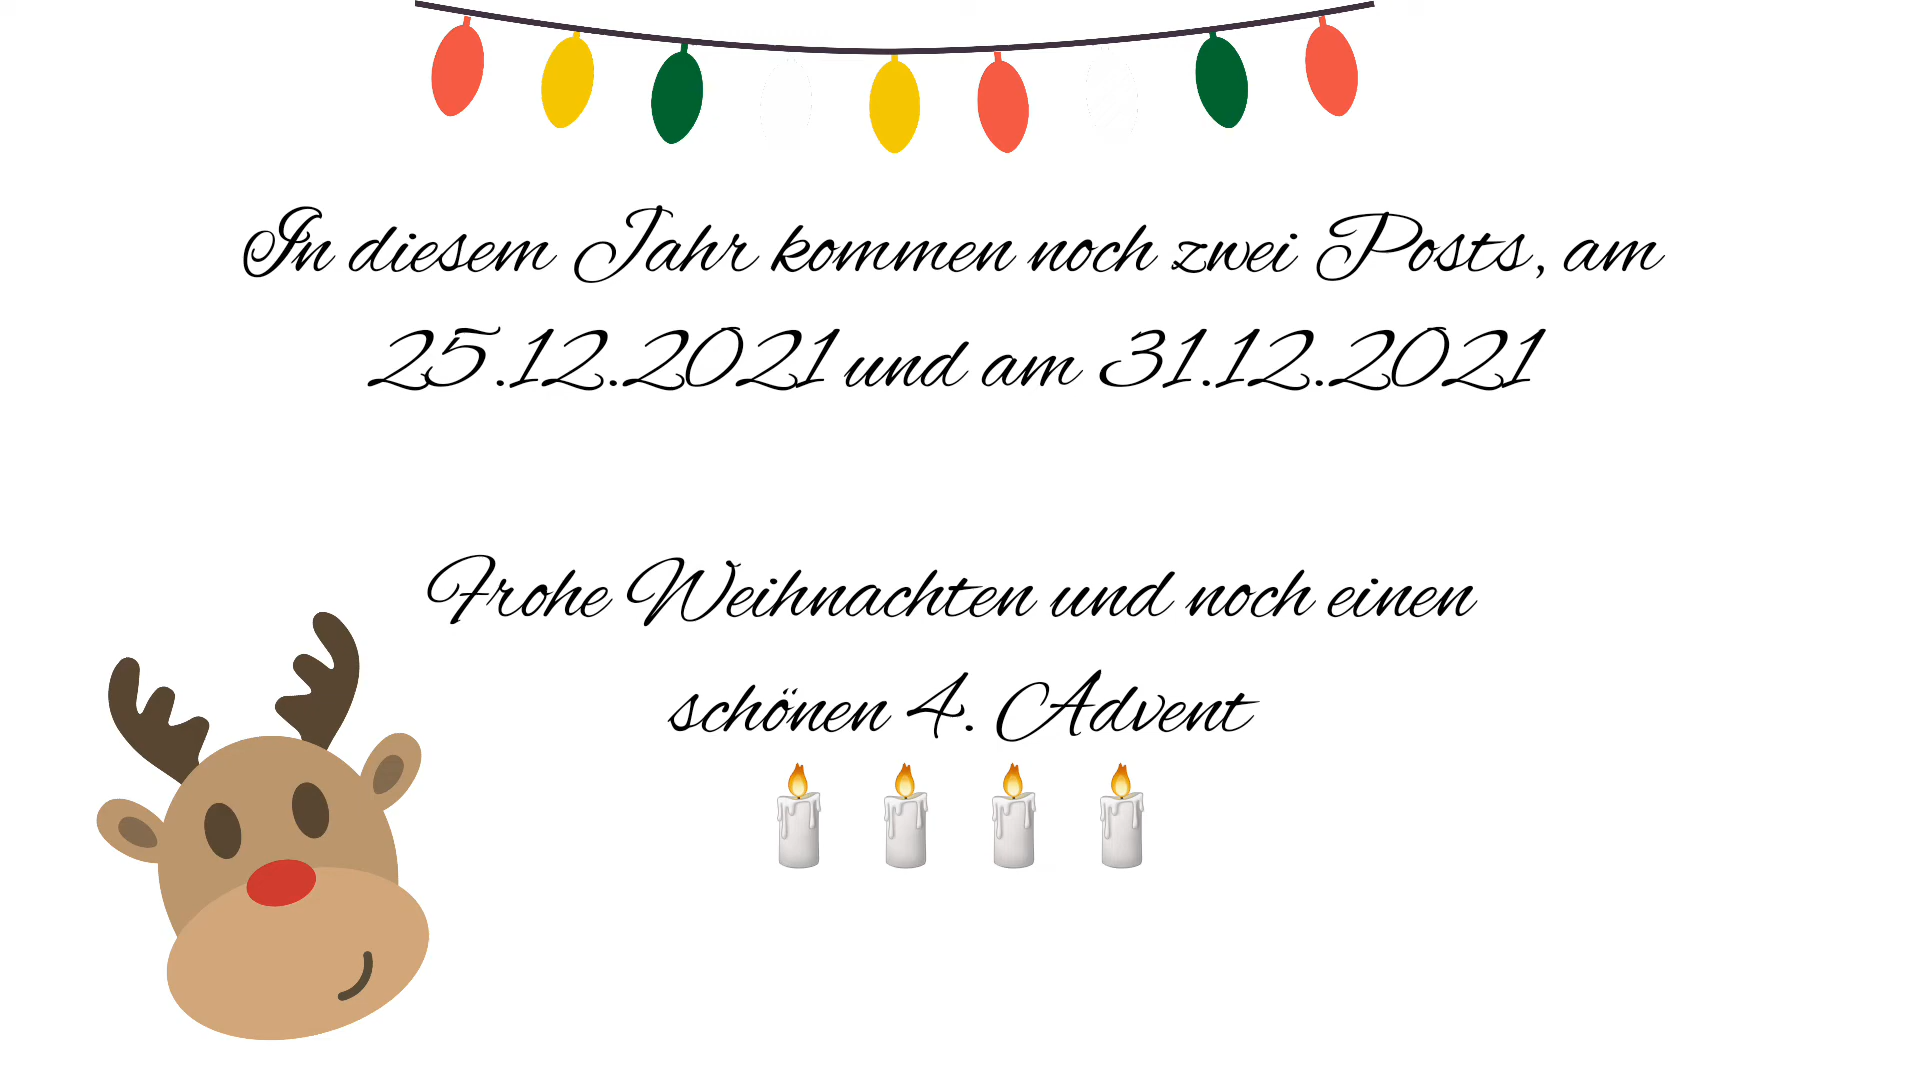 In diesem Jahr kommen noch zwei Posts, am
25.12.2021 und am 31.12.2021
Frohe Weihnachten und noch einen
schönen 4. Advent